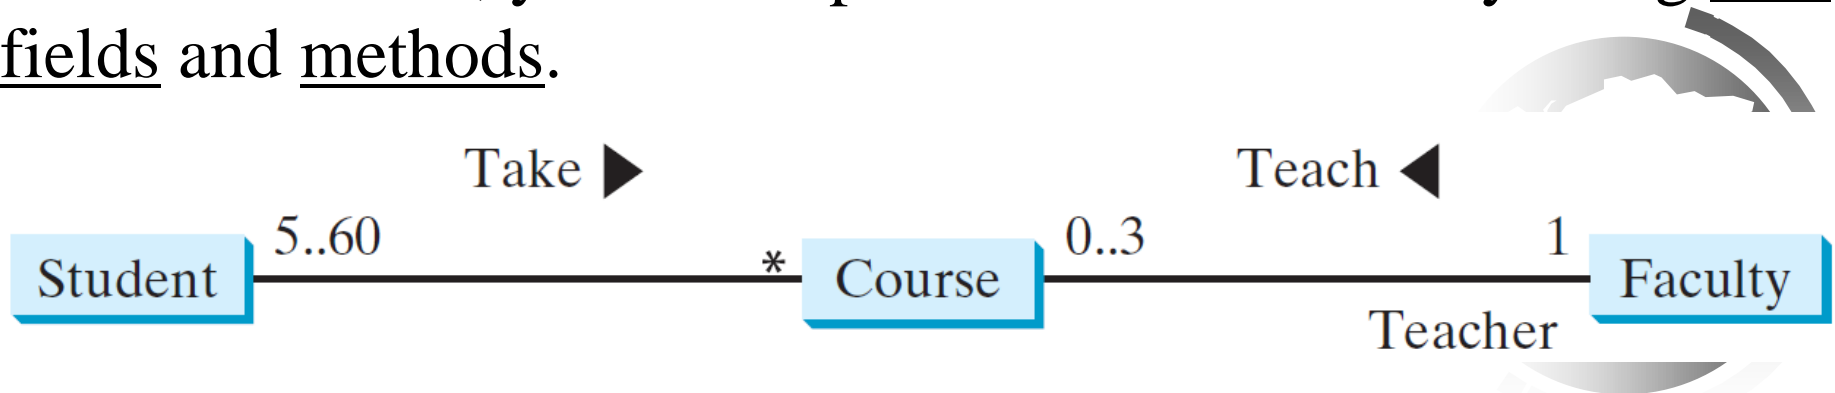 fields and methods.
Take ▶ Teach ◀
5..60 * 0..3 1
Student Course Faculty
Teacher